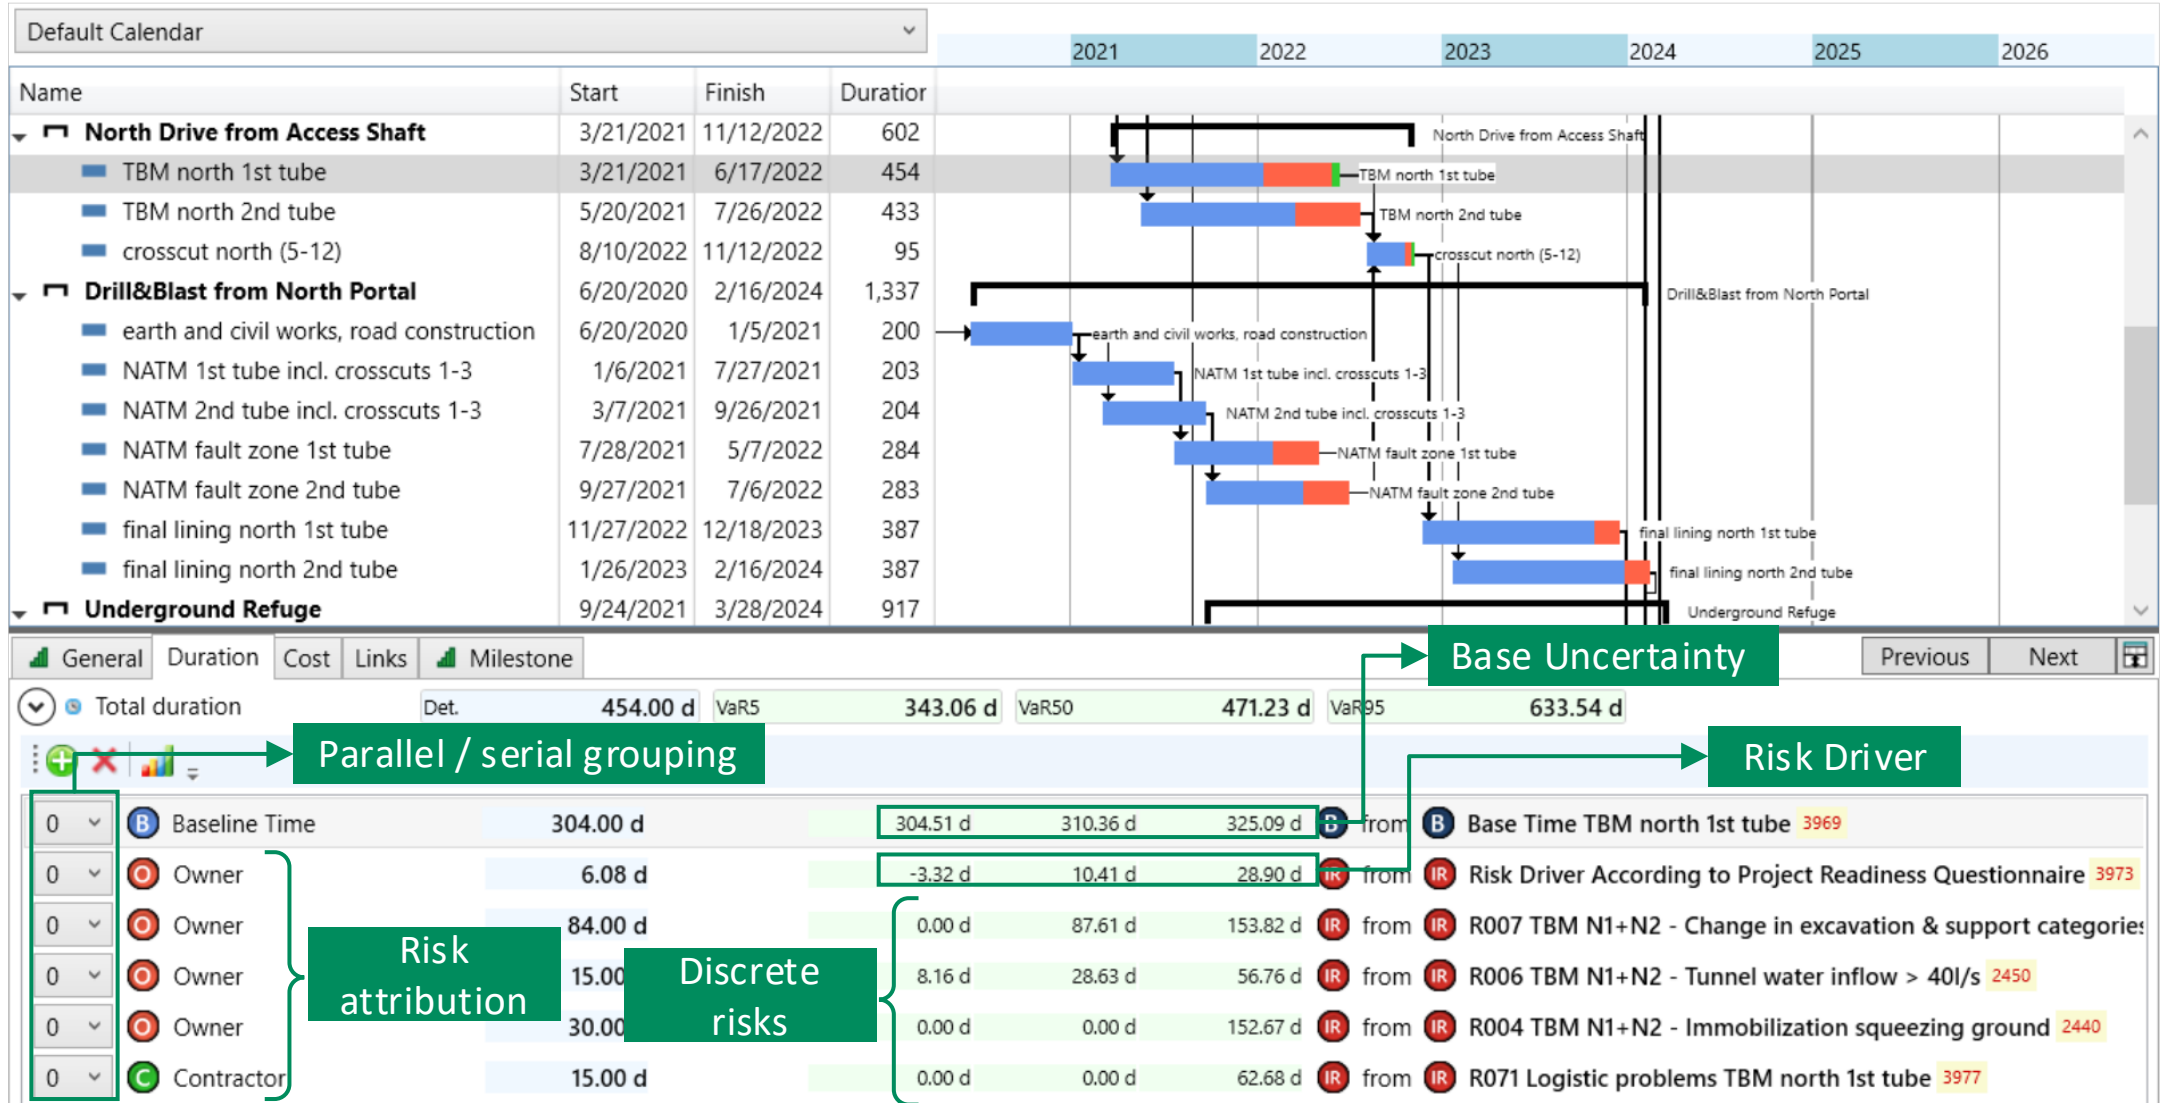 Default Calendar
2021 2022 2023 2024 2025 2026
Name Start Finish Duration
North Drive from Access Shaft 3/21/2021 11/12/2022 602 North Drive from Access Shaft
TBM north 1st tube 3/21/2021 6/17/2022 454 TBM north 1st tube
TBM north 2nd tube 5/20/2021 7/26/2022 433 TBM north 2nd tube
crosscut north (5-12) 8/10/2022 11/12/2022 95 crosscut north (5-12)
Drill&Blast from North Portal 6/20/2020 2/16/2024 1,337 Drill&Blast from North Portal
earth and civil works, road construction 6/20/2020 1/5/2021 200 earth and civil works, road construction
NATM 1st tube incl. crosscuts 1-3 1/6/2021 7/27/2021 203 NATM 1st tube incl. crosscuts 1-3
NATM 2nd tube incl. crosscuts 1-3 3/7/2021 9/26/2021 204 NATM 2nd tube incl. crosscuts 1-3
NATM fault zone 1st tube 7/28/2021 5/7/2022 284 NATM fault zone 1st tube
NATM fault zone 2nd tube 9/27/2021 7/6/2022 283 NATM fault zone 2nd tube
final lining north 1st tube 11/27/2022 12/18/2023 387 final lining north 1st tube
final lining north 2nd tube 1/26/2023 2/16/2024 387 final lining north 2nd tube
Underground Refuge 9/24/2021 3/28/2024 917 Underground Refuge
General Duration Cost Links Milestone Base Uncertainty Previous Next
Total duration Det. 454.00 d VaR5 343.06 d VaR50 471.23 d VaR95 633.54 d
Parallel / serial grouping Risk Driver
0 B Baseline Time 304.00 d 304.51 d 310.36 d 325.09 d B from B Base Time TBM north 1st tube 3969
0 O Owner 6.08 d -3.32 d 10.41 d 28.90 d IR from IR Risk Driver According to Project Readiness Questionnaire 3973
0 O Owner 84.00 d 0.00 d 87.61 d 153.82 d IR from IR R007 TBM N1+N2 - Change in excavation & support categories
Risk attribution
Discrete risks
0 O Owner 15.00 8.16 d 28.63 d 56.76 d IR from IR R006 TBM N1+N2 - Tunnel water inflow > 40l/s 2450
0 O Owner 30.00 0.00 d 0.00 d 152.67 d IR from IR R004 TBM N1+N2 - Immobilization squeezing ground 2440
0 C Contractor 15.00 d 0.00 d 0.00 d 62.68 d IR from IR R071 Logistic problems TBM north 1st tube 3977